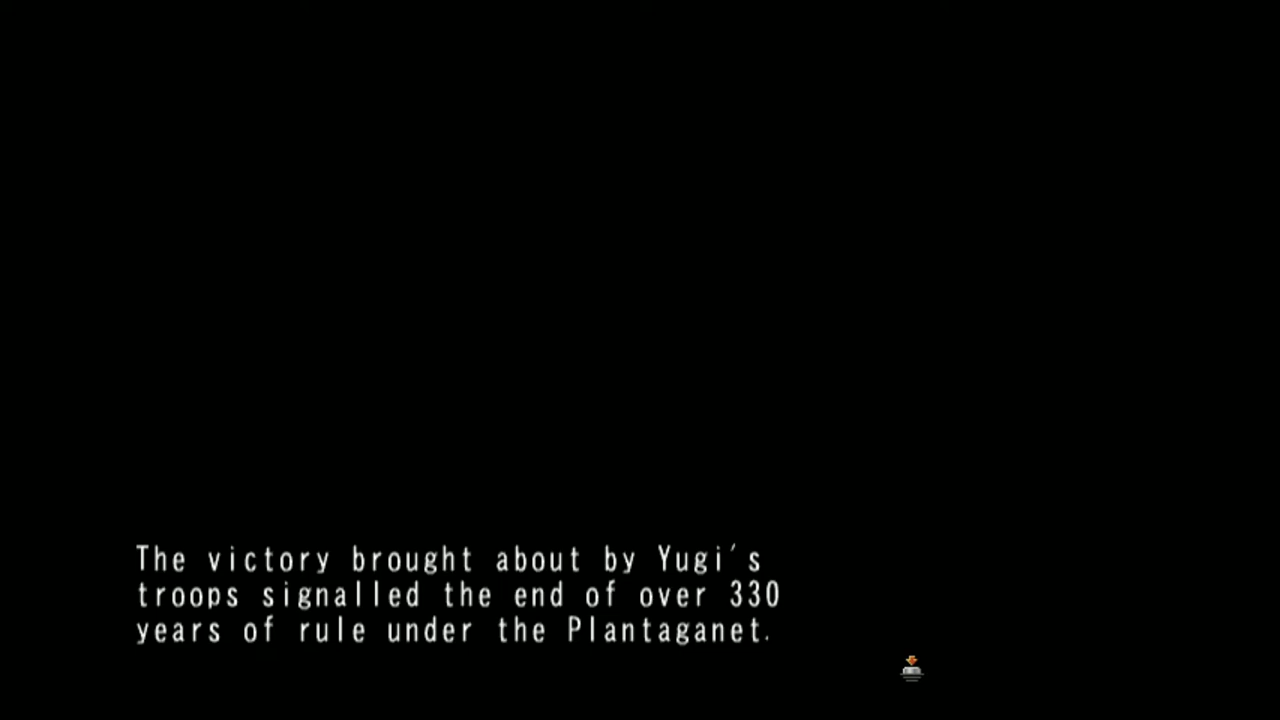 The victory brought about by Yugi's
troops signalled the end of over 330
years of rule under the Plantaganet.